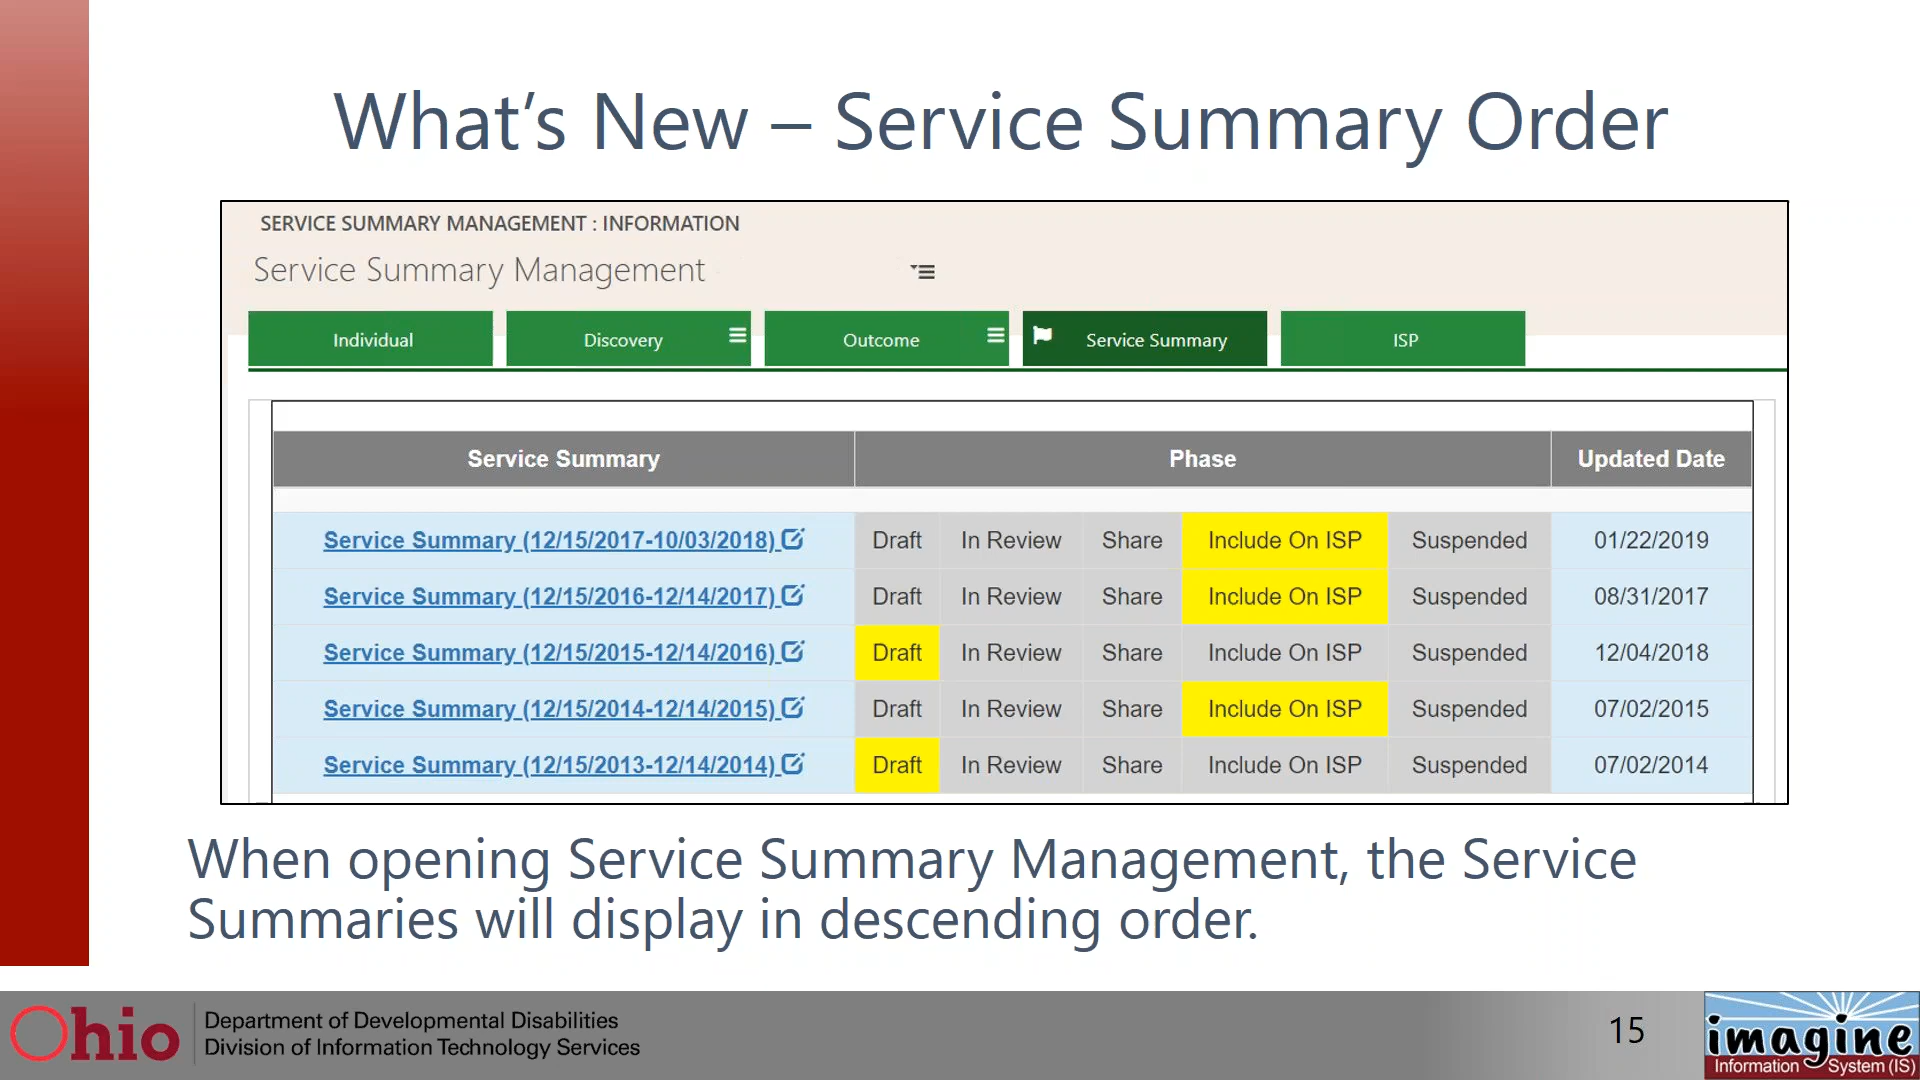 What's New – Service Summary Order
SERVICE SUMMARY MANAGEMENT : INFORMATION
Service Summary Management
Individual
Discovery
Outcome
Service Summary
ISP
Service Summary Phase Updated Date
Service Summary (12/15/2017-10/03/2018) Draft In Review Share Include On ISP Suspended 01/22/2019
Service Summary (12/15/2016-12/14/2017) Draft In Review Share Include On ISP Suspended 08/31/2017
Service Summary (12/15/2015-12/14/2016) Draft In Review Share Include On ISP Suspended 12/04/2018
Service Summary (12/15/2014-12/14/2015) Draft In Review Share Include On ISP Suspended 07/02/2015
Service Summary (12/15/2013-12/14/2014) Draft In Review Share Include On ISP Suspended 07/02/2014
When opening Service Summary Management, the Service
Summaries will display in descending order.
Ohio
Department of Developmental Disabilities
Division of Information Technology Services
15
imagine
Information System (IS)